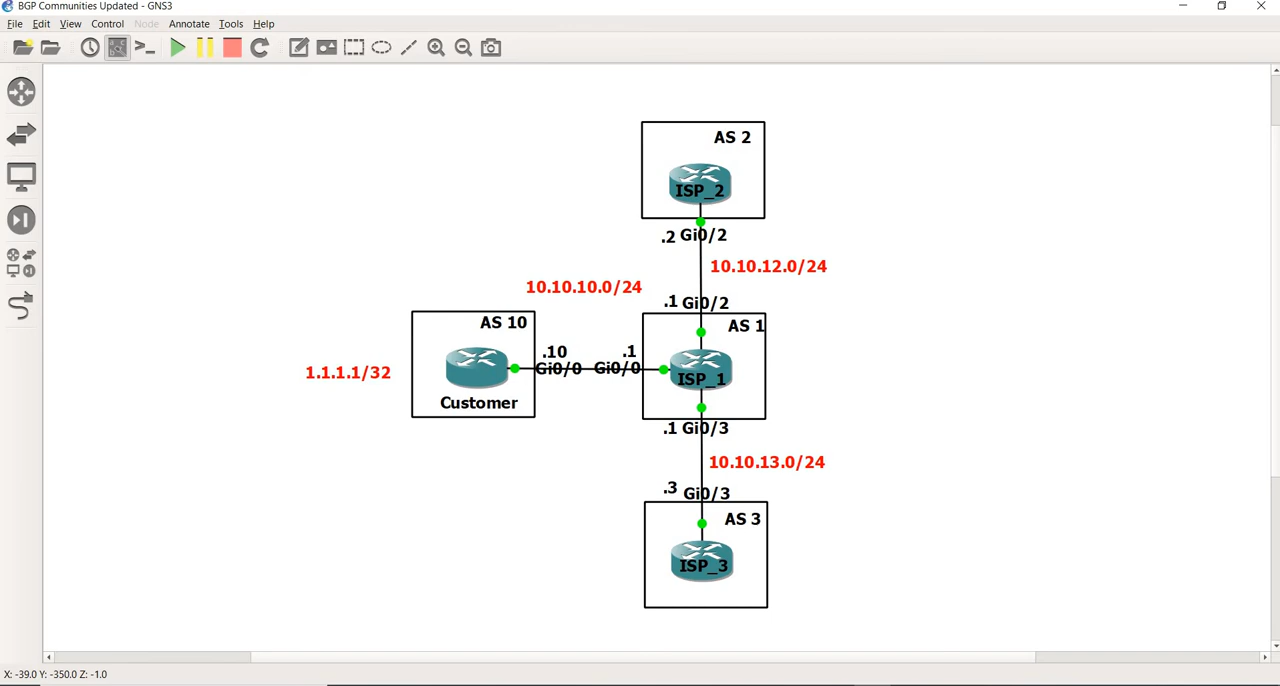 BGP Communities Updated - GNS3
File Edit View Control Node Annotate Tools Help
AS 2
ISP_2
.2 Gi0/2
10.10.12.0/24
10.10.10.0/24
.1 Gi0/2
AS 10
AS 1
.10
.1
Gi0/0
Gi0/0
1.1.1.1/32
ISP_1
Customer
.1 Gi0/3
10.10.13.0/24
.3 Gi0/3
AS 3
ISP_3
X: -39.0 Y: -350.0 Z: -1.0